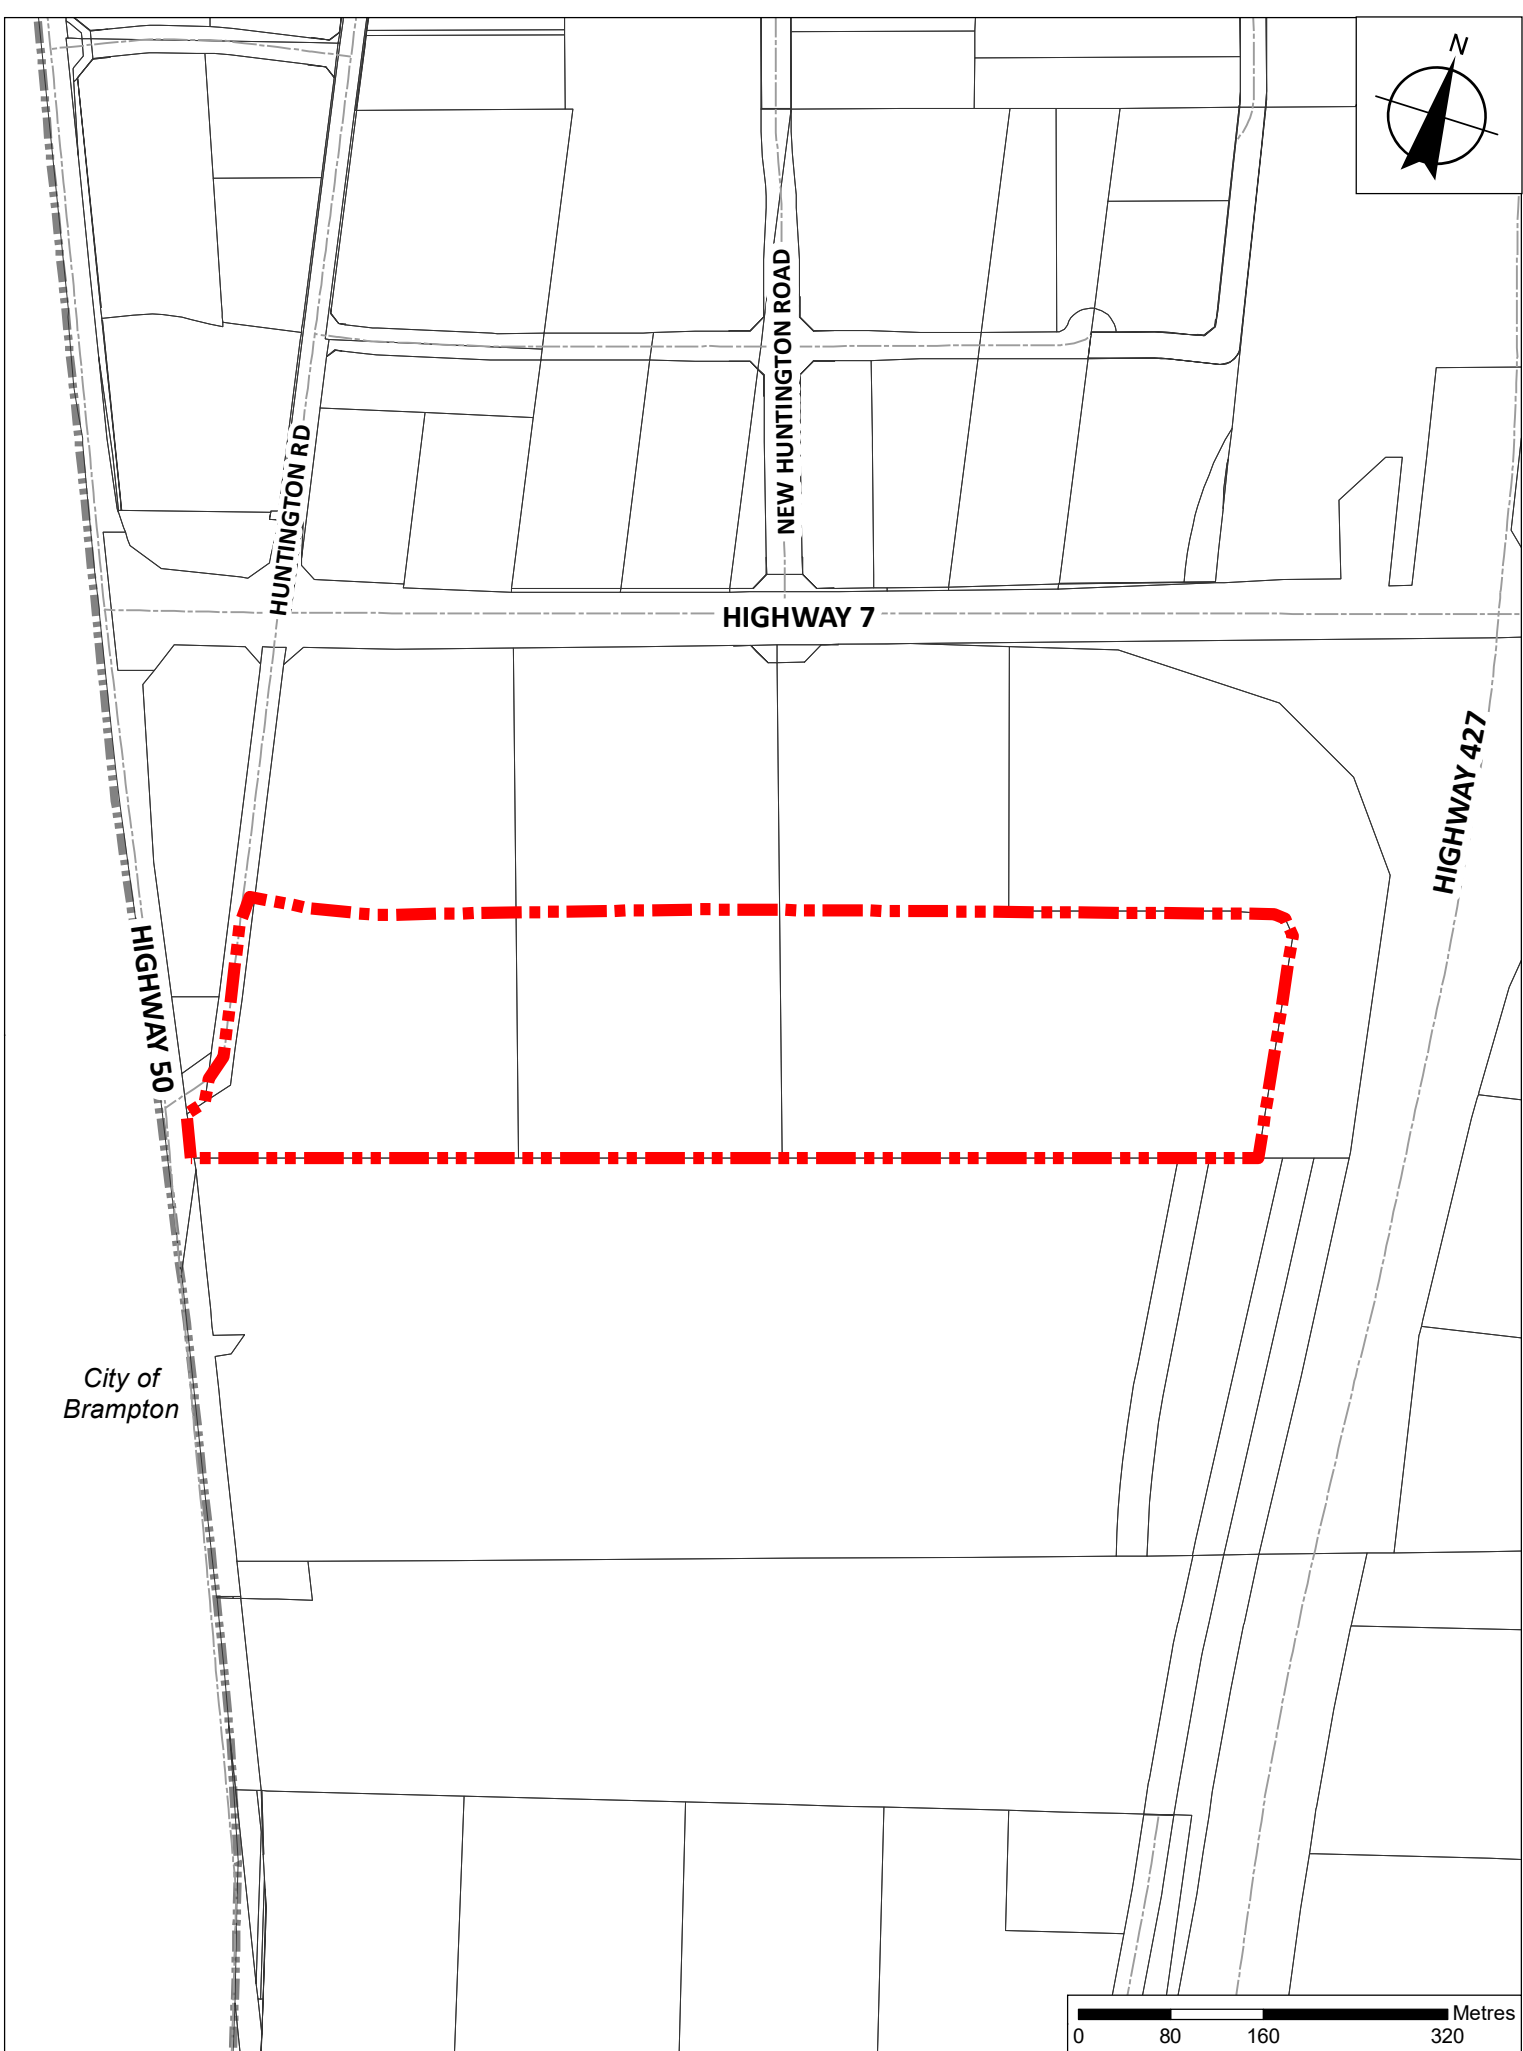 N
NEW HUNTINGTON ROAD
HUNTINGTON RD
HIGHWAY 7
HIGHWAY 427
HIGHWAY 50
City of
Brampton
Metres
0 80 160 320